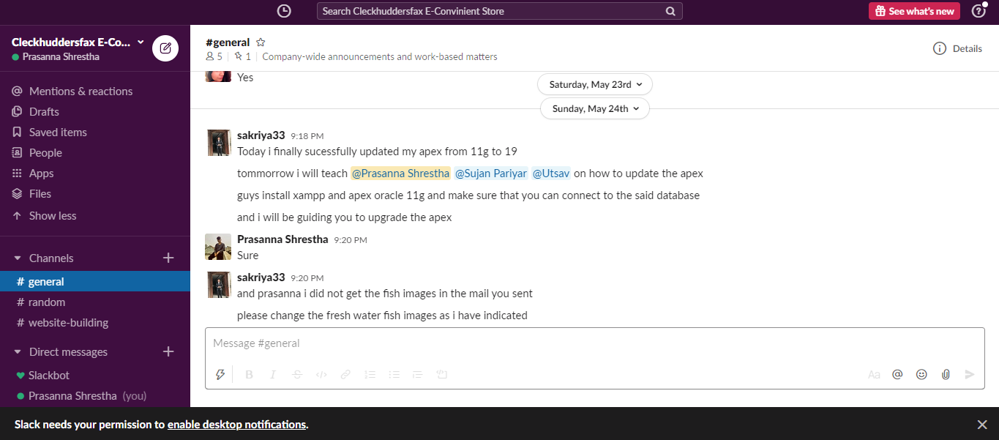 Search Cleckhuddersfax E-Convinient Store
See what's new
Cleckhuddersfax E-Co...
Prasanna Shrestha
Mentions & reactions
Drafts
Saved items
People
Apps
Files
Show less
Channels
# general
# random
# website-building
Direct messages
Slackbot
Prasanna Shrestha (you)
#general
5 | 1 | Company-wide announcements and work-based matters
Details
Yes
Saturday, May 23rd
Sunday, May 24th
sakriya33 9:18 PM
Today i finally sucessfully updated my apex from 11g to 19
tommorrow i will teach @Prasanna Shrestha @Sujan Pariyar @Utsav on how to update the apex
guys install xampp and apex oracle 11g and make sure that you can connect to the said database
and i will be guiding you to upgrade the apex
Prasanna Shrestha 9:20 PM
Sure
sakriya33 9:20 PM
and prasanna i did not get the fish images in the mail you sent
please change the fresh water fish images as i have indicated
Message #general
B I S </> Aa @
Slack needs your permission to enable desktop notifications.